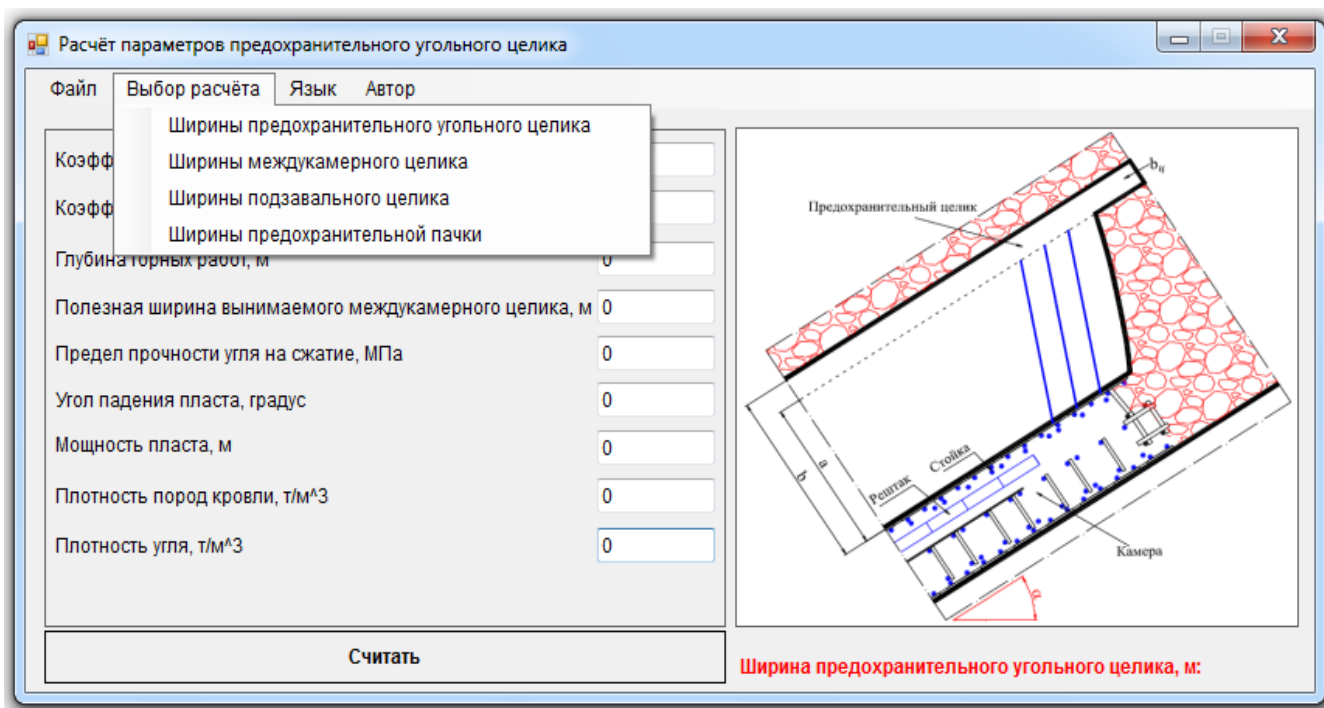 Расчёт параметров предохранительного угольного целика
Файл Выбор расчёта Язык Автор
Ширины предохранительного угольного целика
Ширины междукамерного целика
Ширины подзавального целика
Ширины предохранительной пачки
Коэфф
Коэфф
Глубина горных работ, м 0
Полезная ширина вынимаемого междукамерного целика, м 0
Предел прочности угля на сжатие, МПа 0
Угол падения пласта, градус 0
Мощность пласта, м 0
Плотность пород кровли, т/м^3 0
Плотность угля, т/м^3 0
Считать
Предохранительный целик
bц
b
a
Рештак
Стойка
Камера
α
Ширина предохранительного угольного целика, м: